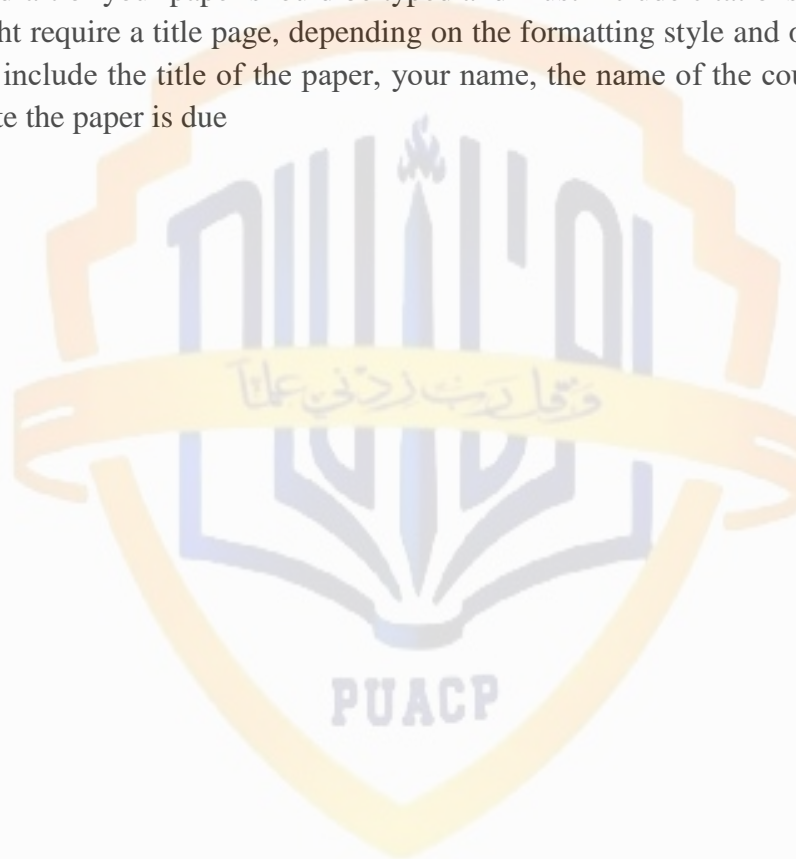 ht require a title page, depending on the formatting style and o
include the title of the paper, your name, the name of the cou
te the paper is due
وقل رب زدني علماً
PUACP